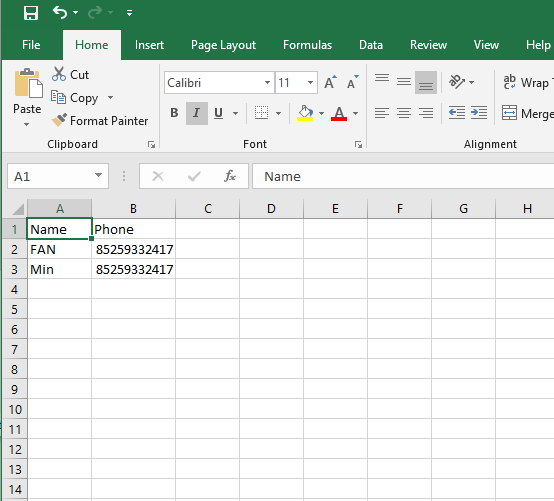 File Home Insert Page Layout Formulas Data Review View Help
Cut
Copy
Paste
Format Painter
Calibri 11 A A
B I U A
ab
c Wrap
Merge
Clipboard Font Alignment
A1 fx Name
A B C D E F G H
1 Name Phone
2 FAN 85259332417
3 Min 85259332417
4
5
6
7
8
9
10
11
12
13
14